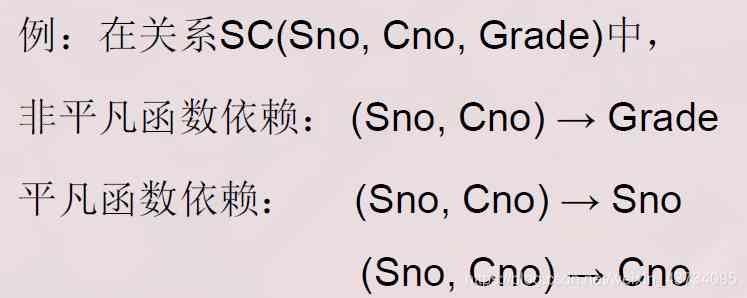 例：在关系SC(Sno, Cno, Grade)中，
非平凡函数依赖： (Sno, Cno) → Grade
平凡函数依赖： (Sno, Cno) → Sno
(Sno, Cno) → Cno